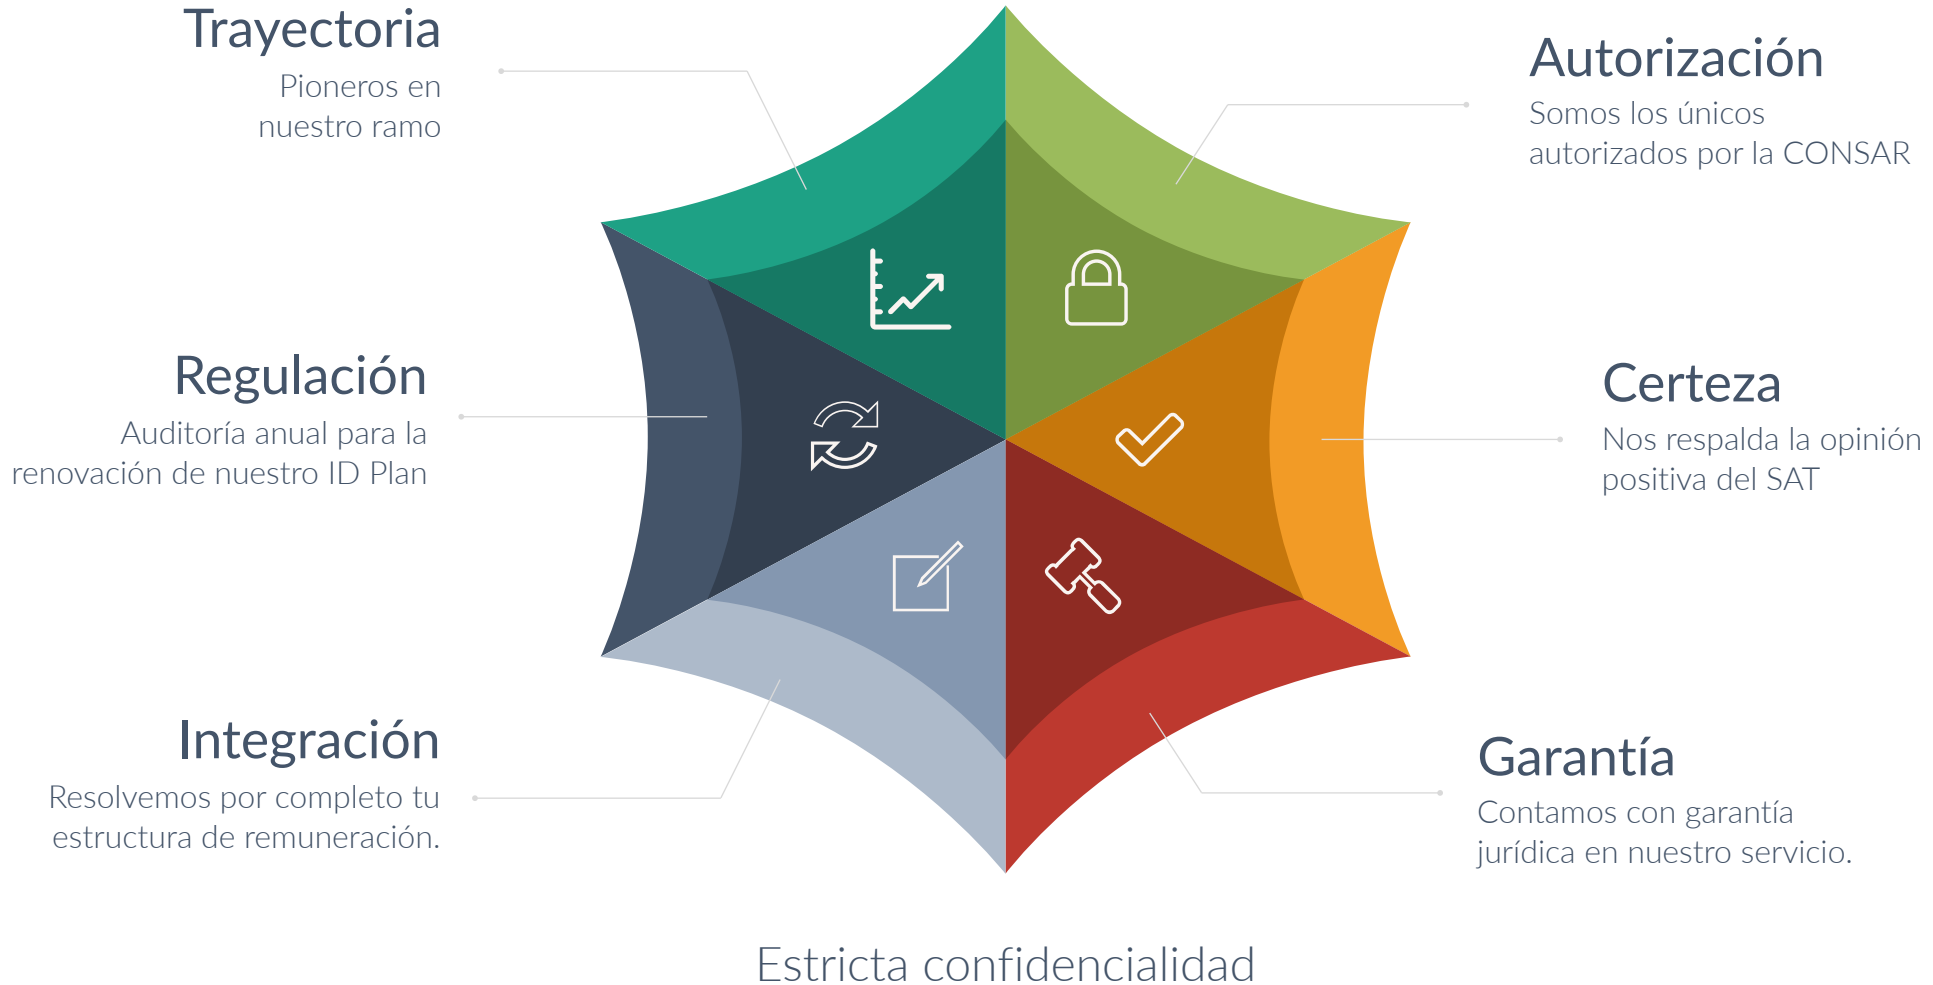 Trayectoria
Pioneros en
nuestro ramo
Autorización
Somos los únicos
autorizados por la CONSAR
Regulación
Auditoría anual para la
renovación de nuestro ID Plan
Certeza
Nos respalda la opinión
positiva del SAT
Integración
Resolvemos por completo tu
estructura de remuneración.
Garantía
Contamos con garantía
jurídica en nuestro servicio.
Estricta confidencialidad